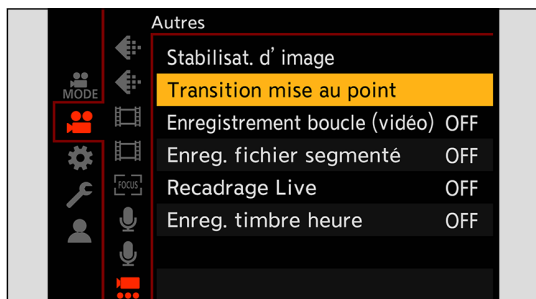 Autres
Stabilisat. d' image
MODE
Transition mise au point
Enregistrement boucle (vidéo) OFF
Enreg. fichier segmenté OFF
FOCUS
Recadrage Live OFF
Enreg. timbre heure OFF